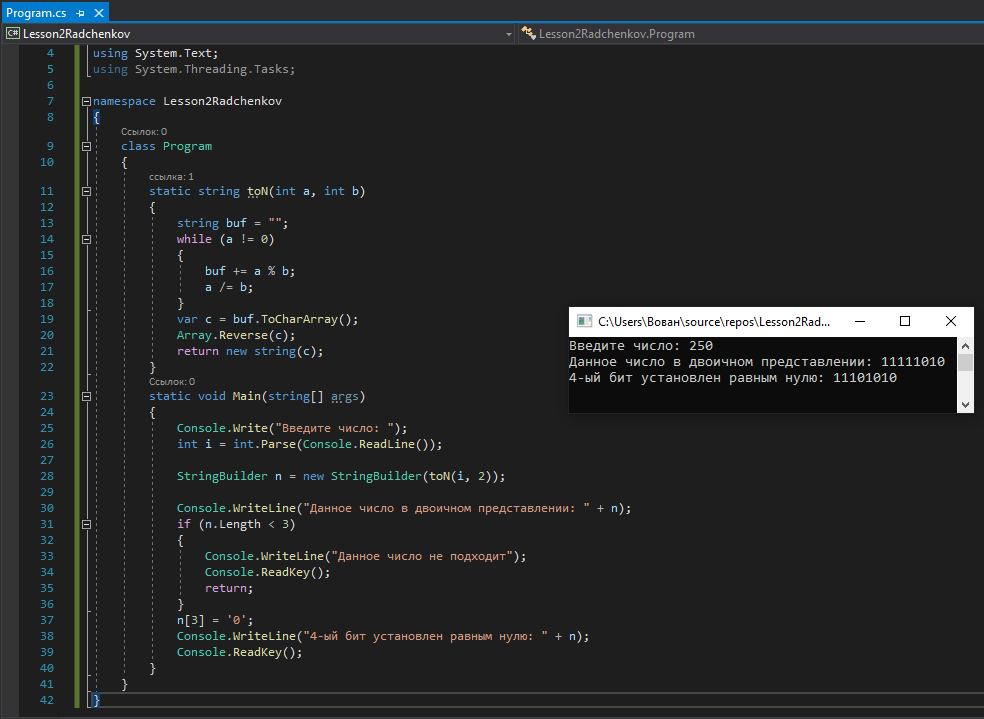 Program.cs
Lesson2Radchenkov
Lesson2Radchenkov.Program
4 using System.Text;
5 using System.Threading.Tasks;
6
7 namespace Lesson2Radchenkov
8 {
Ссылок: 0
9 class Program
10 {
ссылка: 1
11 static string toN(int a, int b)
12 {
13 string buf = "";
14 while (a != 0)
15 {
16 buf += a % b;
17 a /= b;
18 }
19 var c = buf.ToCharArray();
20 Array.Reverse(c);
21 return new string(c);
22 }
Ссылок: 0
23 static void Main(string[] args)
24 {
25 Console.Write("Введите число: ");
26 int i = int.Parse(Console.ReadLine());
27
28 StringBuilder n = new StringBuilder(toN(i, 2));
29
30 Console.WriteLine("Данное число в двоичном представлении: " + n);
31 if (n.Length < 3)
32 {
33 Console.WriteLine("Данное число не подходит");
34 Console.ReadKey();
35 return;
36 }
37 n[3] = '0';
38 Console.WriteLine("4-ый бит установлен равным нулю: " + n);
39 Console.ReadKey();
40 }
41 }
42 }
C:\Users\Вован\source\repos\Lesson2Rad...
Введите число: 250
Данное число в двоичном представлении: 11111010
4-ый бит установлен равным нулю: 11101010